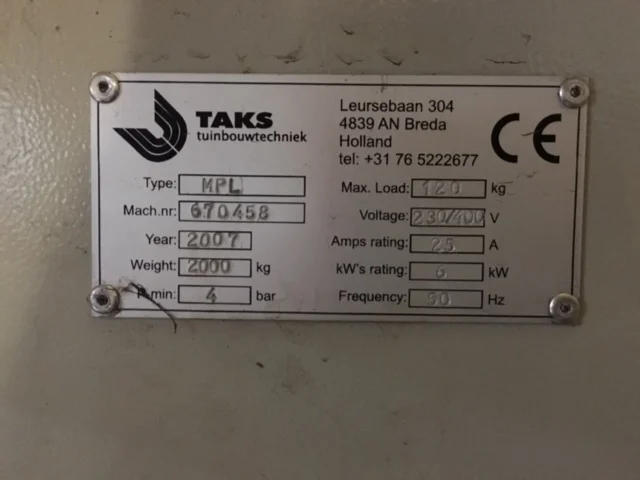 TAKS
tuinbouwtechniek
Leursebaan 304
4839 AN Breda
Holland
tel: +31 76 5222677
CE
Type: MPL
Mach.nr: 670458
Year: 2007
Weight: 2000 kg
P.min: 4 bar
Max. Load: 120 kg
Voltage: 230/400 V
Amps rating: 25 A
kW's rating: 6 kW
Frequency: 50 Hz